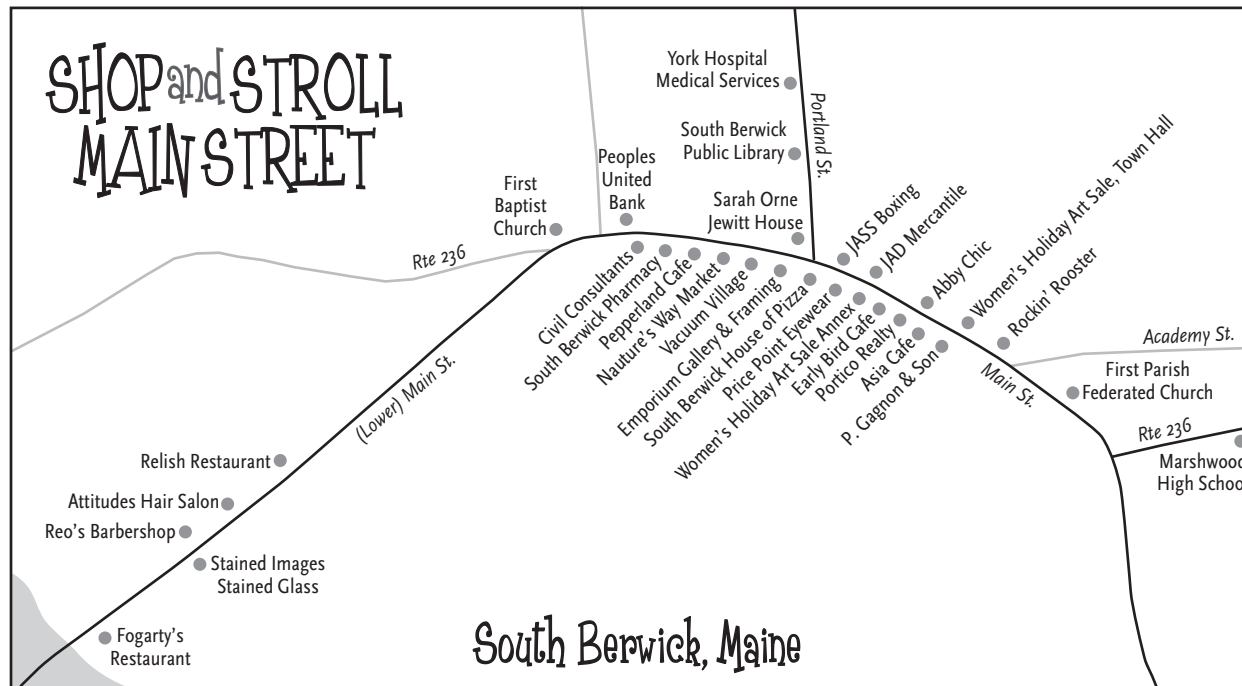 SHOP and STROLL
MAIN STREET
York Hospital
Medical Services
Portland St.
South Berwick
Public Library
Peoples
United
Bank
First
Baptist
Church
Sarah Orne
Jewitt House
JASS Boxing
JAD Mercantile
Abby Chic
Women's Holiday Art Sale, Town Hall
Rockin' Rooster
Rte 236
Civil Consultants
South Berwick Pharmacy
Pepperland Cafe
Nature's Way Market
Vacuum Village
Emporium Gallery & Framing
South Berwick House of Pizza
Price Point Eyewear
Women's Holiday Art Sale Annex
Early Bird Cafe
Portico Realty
Asia Cafe
P. Gagnon & Son
Main St.
Academy St.
First Parish
Federated Church
Rte 236
Marshwood
High School
(Lower) Main St.
Relish Restaurant
Attitudes Hair Salon
Reo's Barbershop
Stained Images
Stained Glass
Fogarty's
Restaurant
South Berwick, Maine